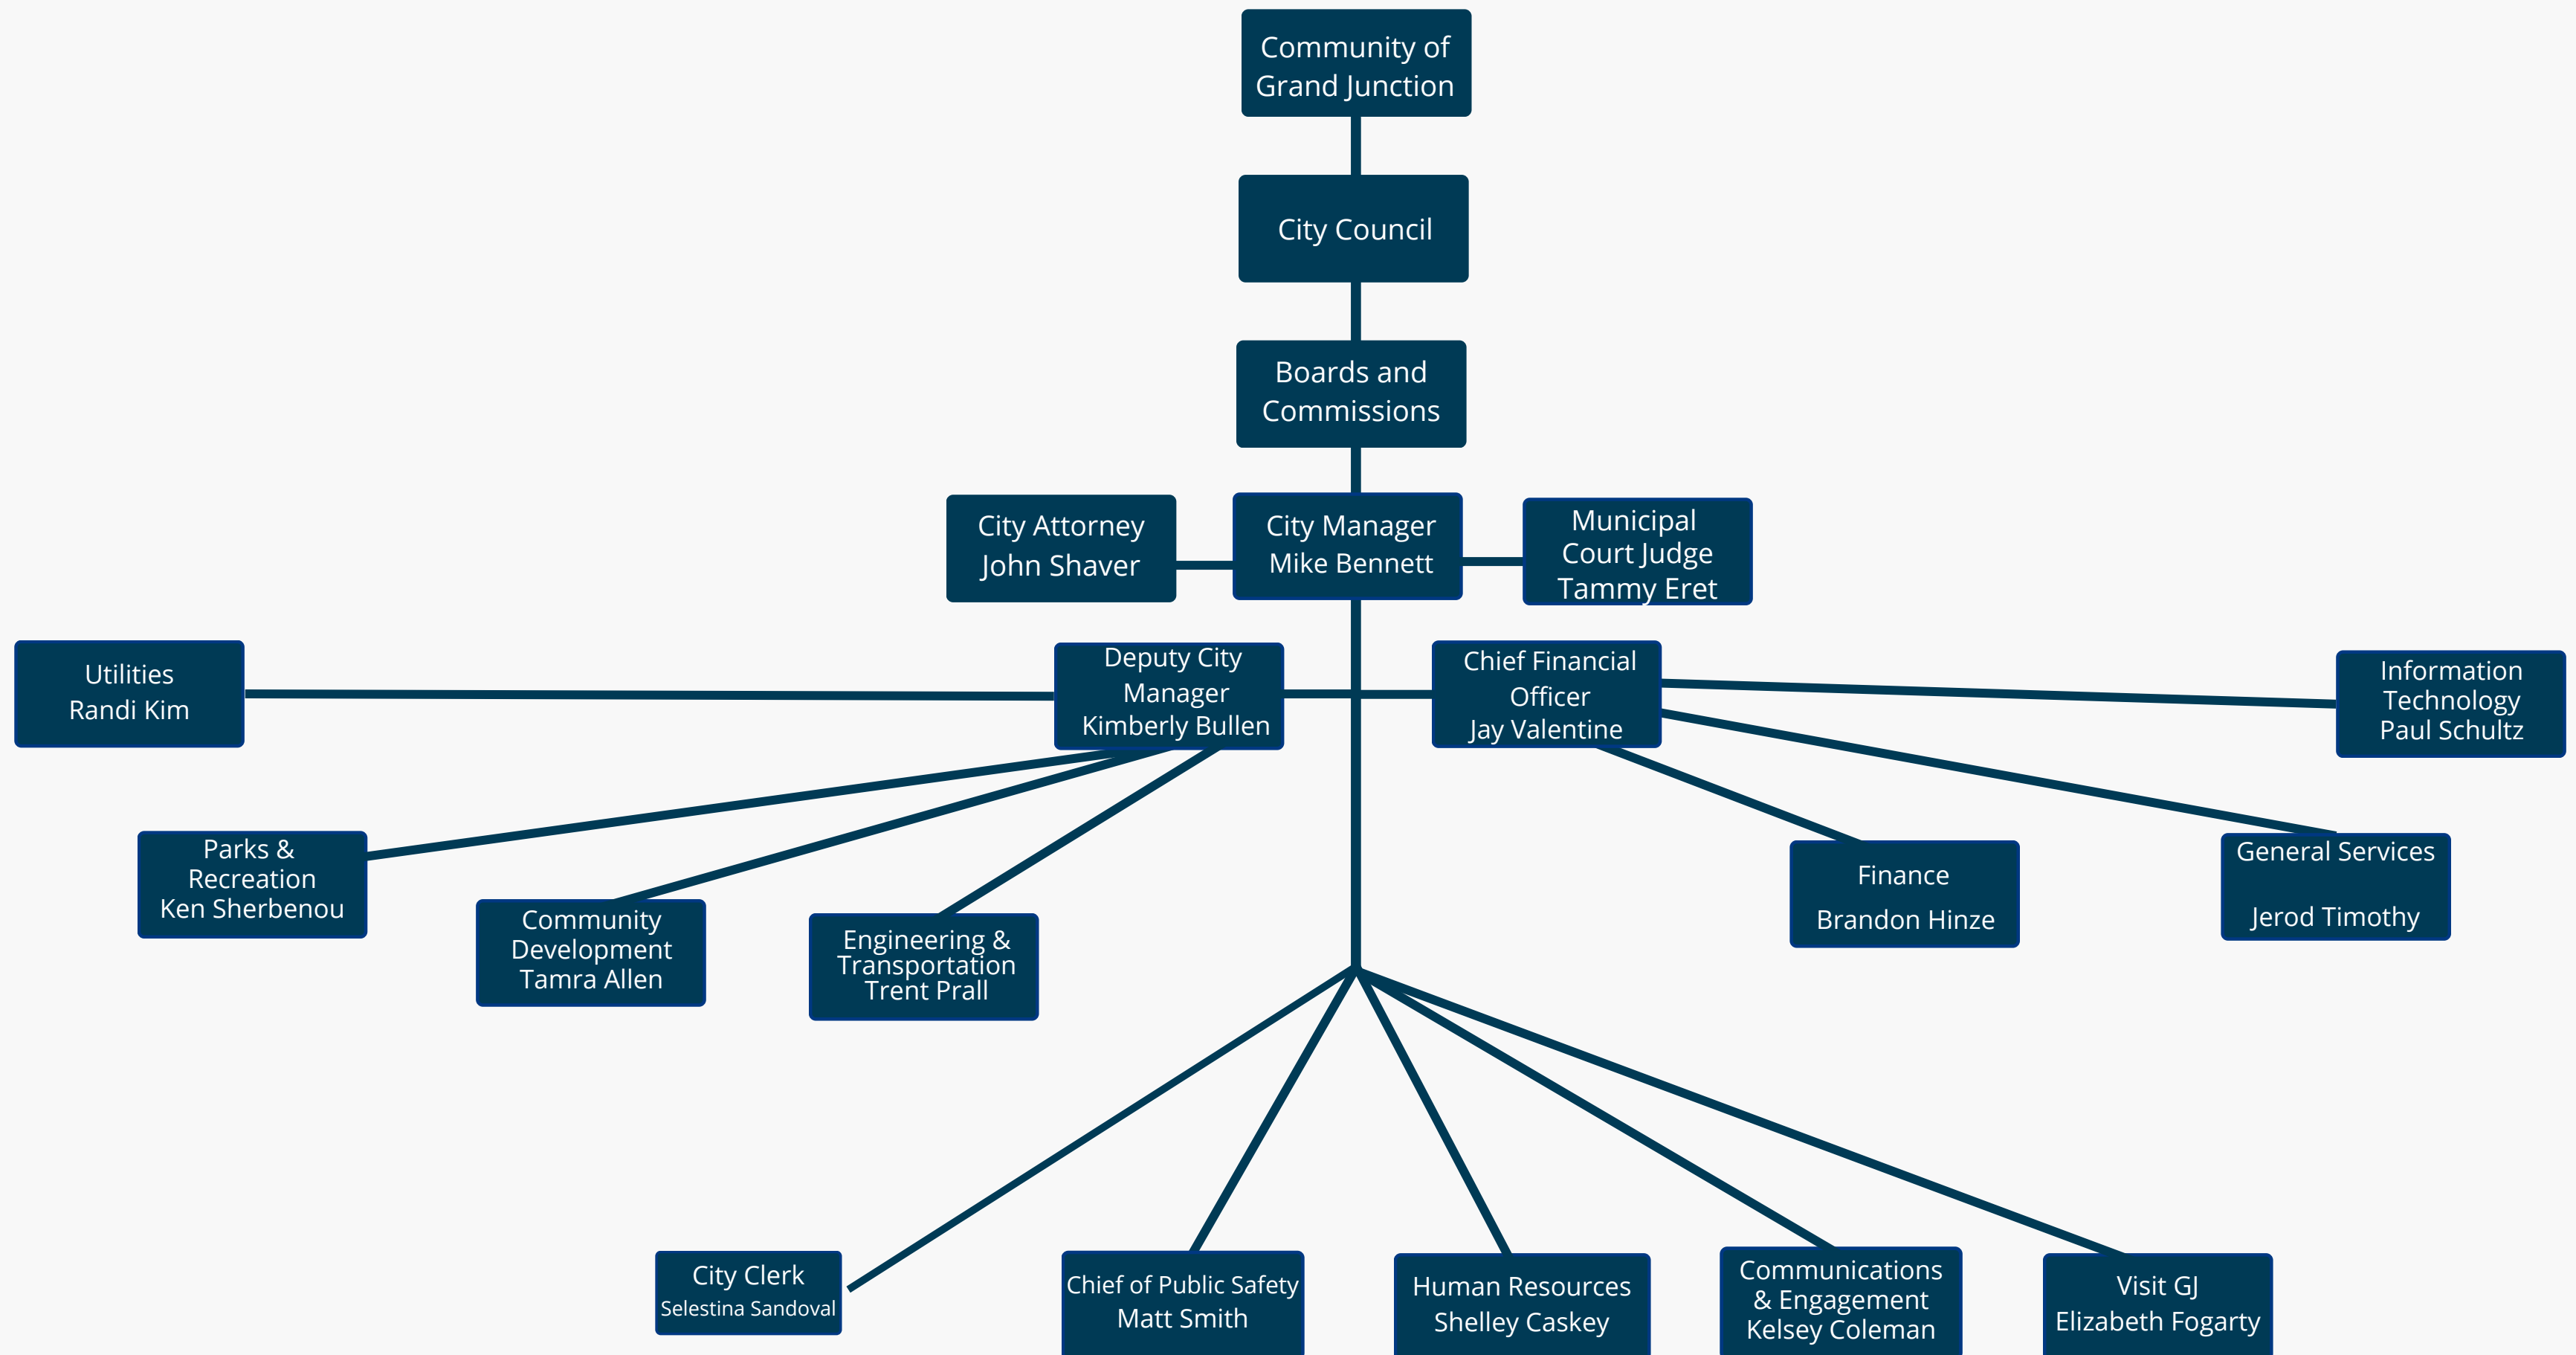 Community of
Grand Junction
City Council
Boards and
Commissions
City Attorney
John Shaver
City Manager
Mike Bennett
Municipal
Court Judge
Tammy Eret
Utilities
Randi Kim
Deputy City
Manager
Kimberly Bullen
Chief Financial
Officer
Jay Valentine
Information
Technology
Paul Schultz
Parks &
Recreation
Ken Sherbenou
Community
Development
Tamra Allen
Engineering &
Transportation
Trent Prall
Finance
Brandon Hinze
General Services
Jerod Timothy
City Clerk
Selestina Sandoval
Chief of Public Safety
Matt Smith
Human Resources
Shelley Caskey
Communications
& Engagement
Kelsey Coleman
Visit GJ
Elizabeth Fogarty